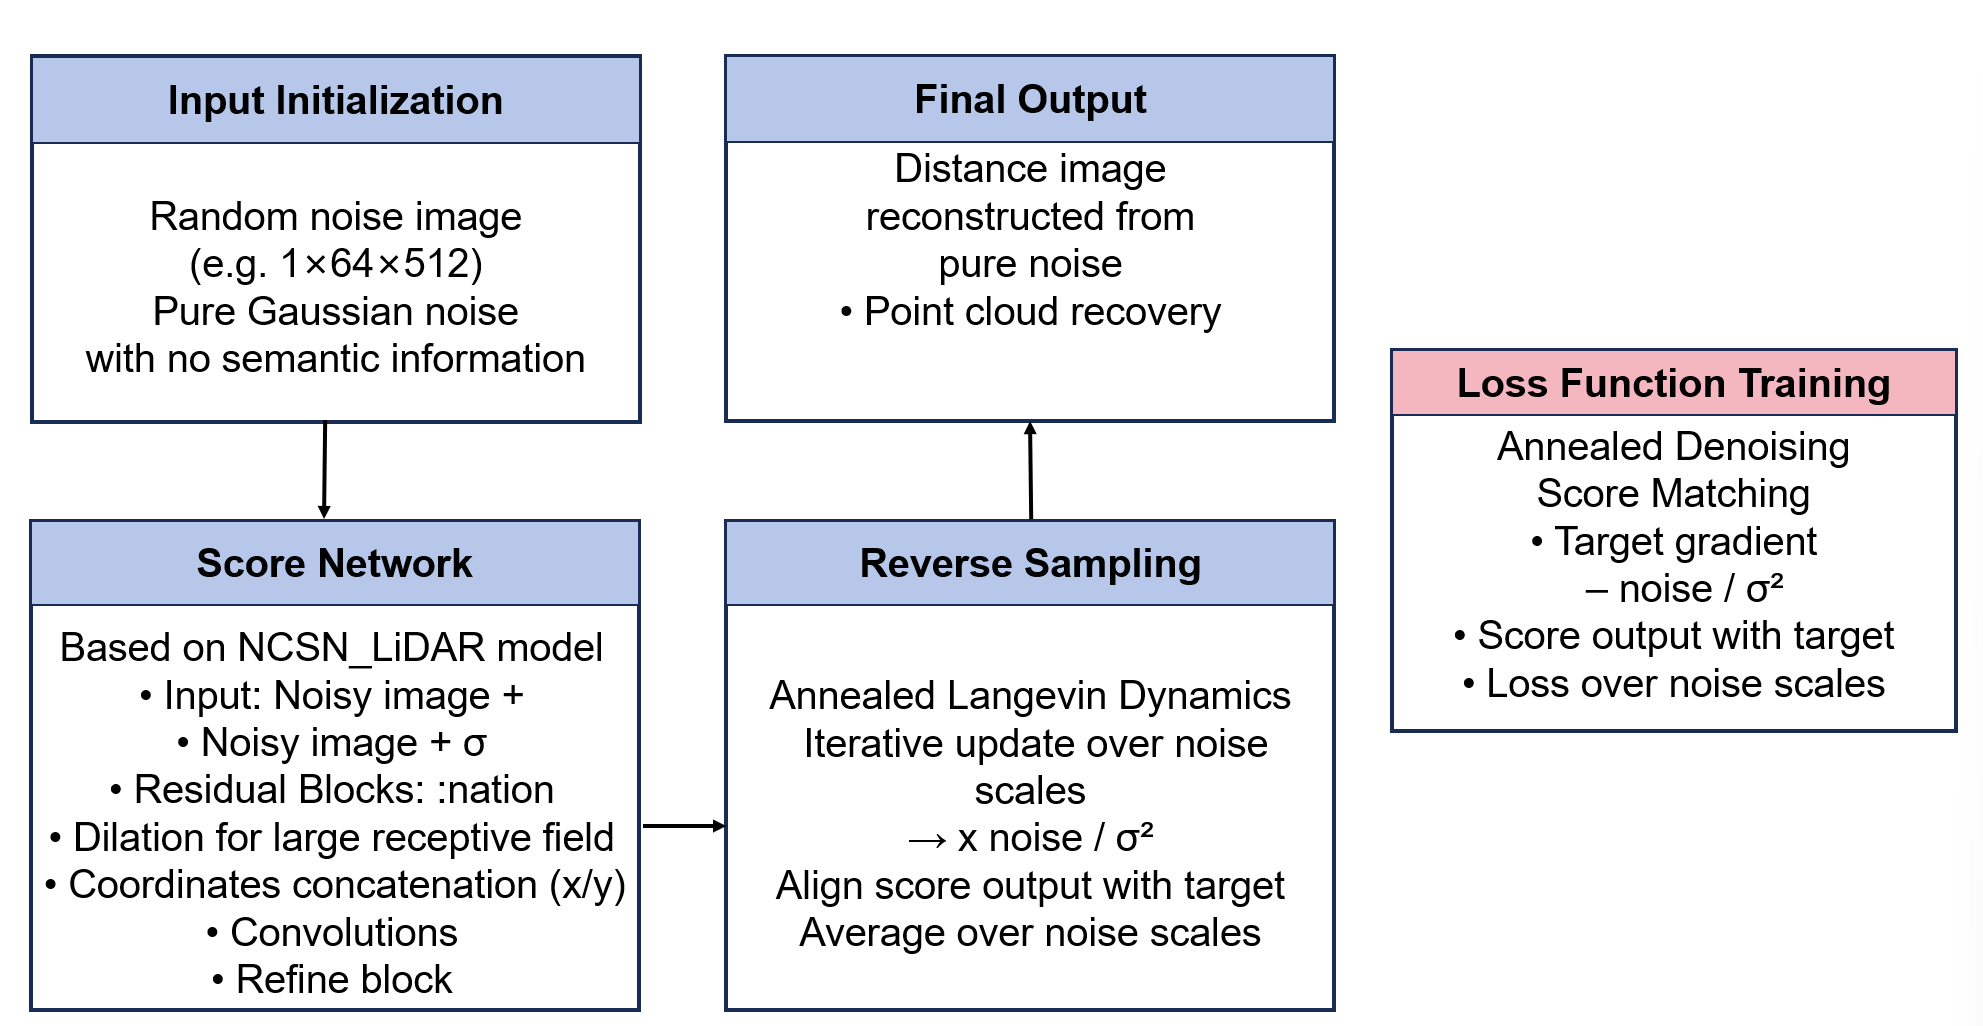 Input Initialization
Random noise image
(e.g. 1×64×512)
Pure Gaussian noise
with no semantic information
Score Network
Based on NCSN_LiDAR model
• Input: Noisy image +
• Noisy image + σ
• Residual Blocks: :nation
• Dilation for large receptive field
• Coordinates concatenation (x/y)
• Convolutions
• Refine block
Reverse Sampling
Annealed Langevin Dynamics
Iterative update over noise
scales
→ x noise / σ²
Align score output with target
Average over noise scales
Final Output
Distance image
reconstructed from
pure noise
• Point cloud recovery
Loss Function Training
Annealed Denoising
Score Matching
• Target gradient
– noise / σ²
• Score output with target
• Loss over noise scales